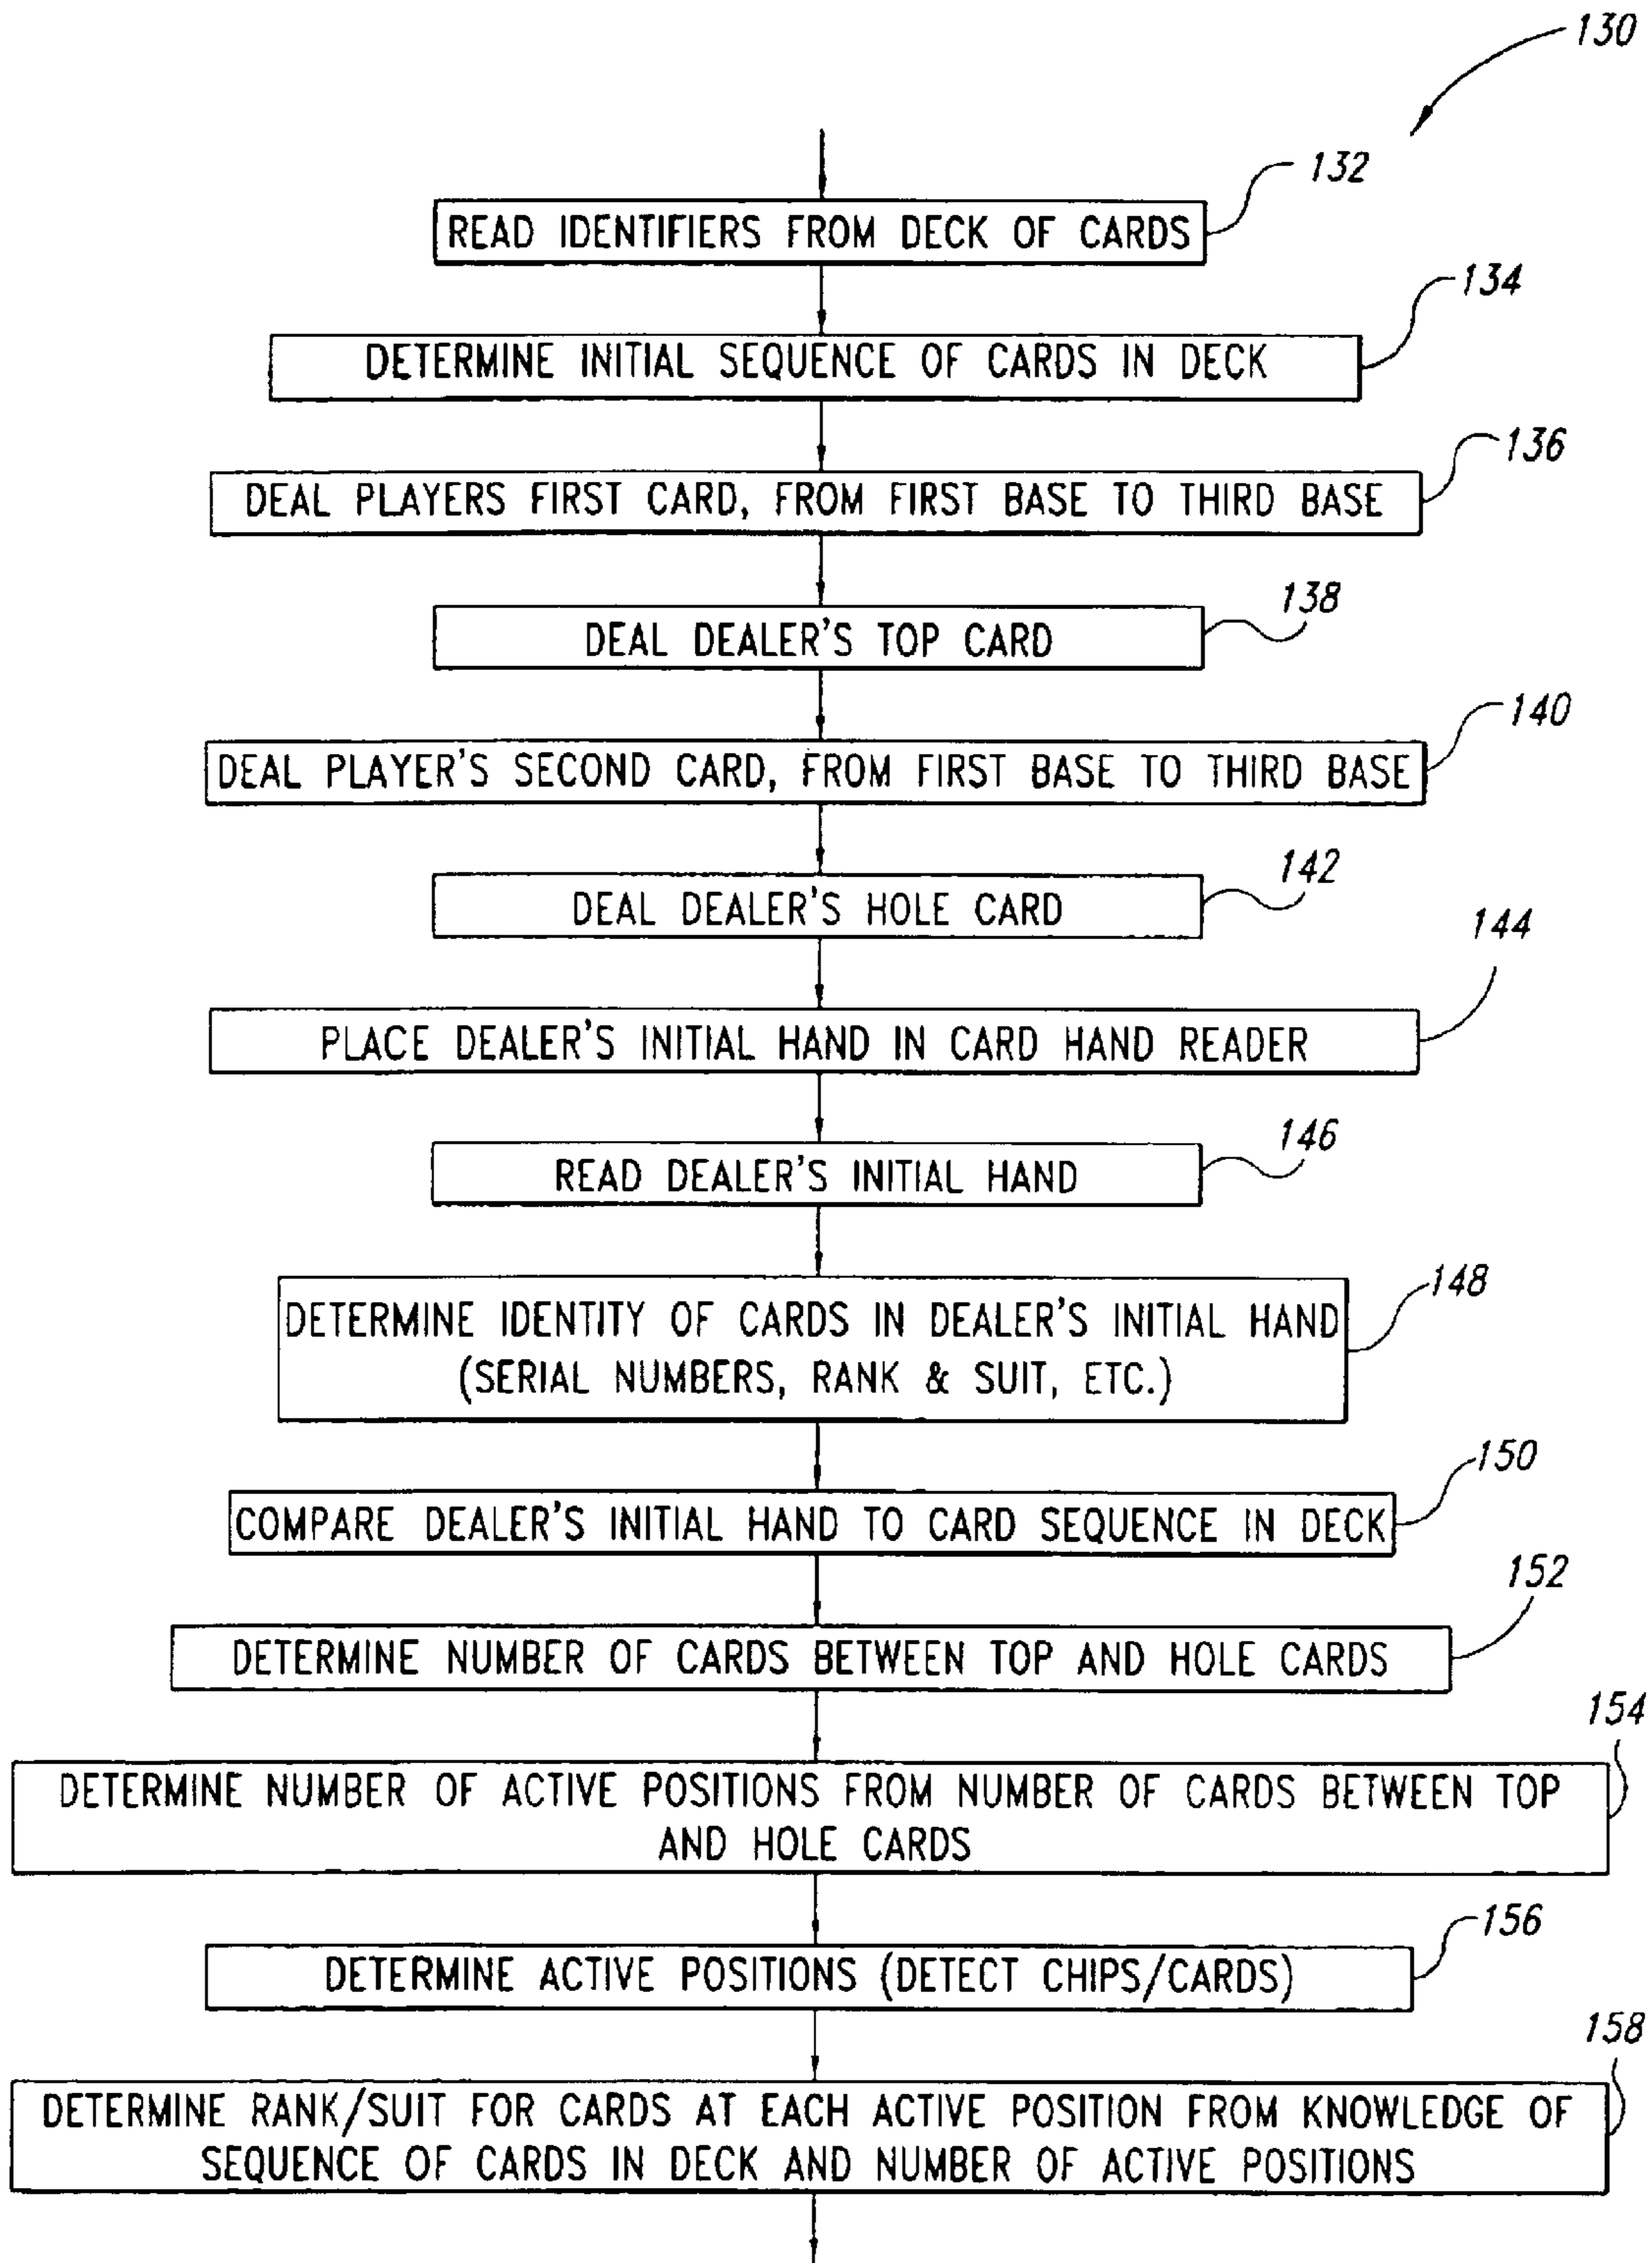 130
132
READ IDENTIFIERS FROM DECK OF CARDS
134
DETERMINE INITIAL SEQUENCE OF CARDS IN DECK
136
DEAL PLAYERS FIRST CARD, FROM FIRST BASE TO THIRD BASE
138
DEAL DEALER'S TOP CARD
140
DEAL PLAYER'S SECOND CARD, FROM FIRST BASE TO THIRD BASE
142
DEAL DEALER'S HOLE CARD
144
PLACE DEALER'S INITIAL HAND IN CARD HAND READER
146
READ DEALER'S INITIAL HAND
148
DETERMINE IDENTITY OF CARDS IN DEALER'S INITIAL HAND
(SERIAL NUMBERS, RANK & SUIT, ETC.)
150
COMPARE DEALER'S INITIAL HAND TO CARD SEQUENCE IN DECK
152
DETERMINE NUMBER OF CARDS BETWEEN TOP AND HOLE CARDS
154
DETERMINE NUMBER OF ACTIVE POSITIONS FROM NUMBER OF CARDS BETWEEN TOP
AND HOLE CARDS
156
DETERMINE ACTIVE POSITIONS (DETECT CHIPS/CARDS)
158
DETERMINE RANK/SUIT FOR CARDS AT EACH ACTIVE POSITION FROM KNOWLEDGE OF
SEQUENCE OF CARDS IN DECK AND NUMBER OF ACTIVE POSITIONS